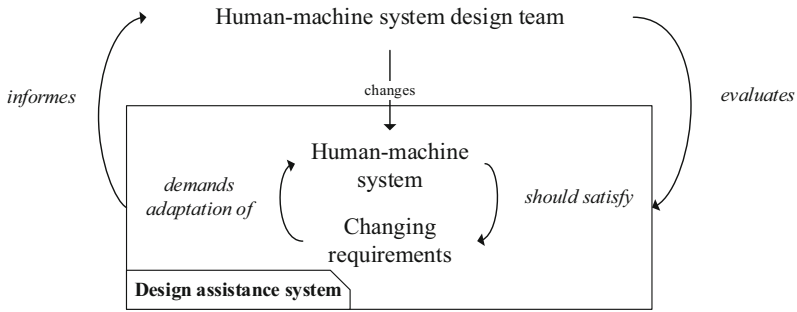 Human-machine system design team
informes
changes
evaluates
Human-machine
system
demands
adaptation of
should satisfy
Changing
requirements
Design assistance system